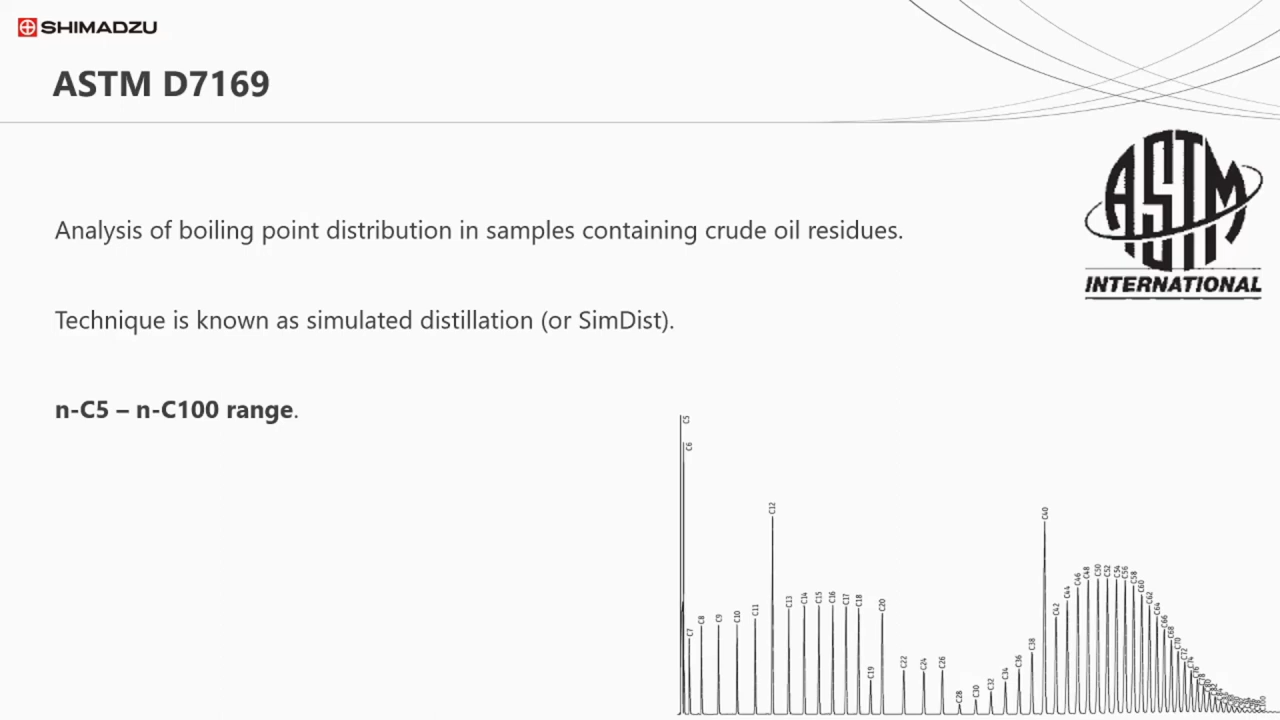 SHIMADZU
ASTM D7169
ASTM
INTERNATIONAL
Analysis of boiling point distribution in samples containing crude oil residues.
Technique is known as simulated distillation (or SimDist).
n-C5 – n-C100 range.
C5
C6
C7
C8
C9
C10
C11
C12
C13
C14
C15
C16
C17
C18
C19
C20
C22
C24
C26
C28
C30
C32
C34
C36
C38
C40
C42
C44
C46
C48
C50
C52
C54
C56
C58
C60
C62
C64
C66
C68
C70
C72
C74